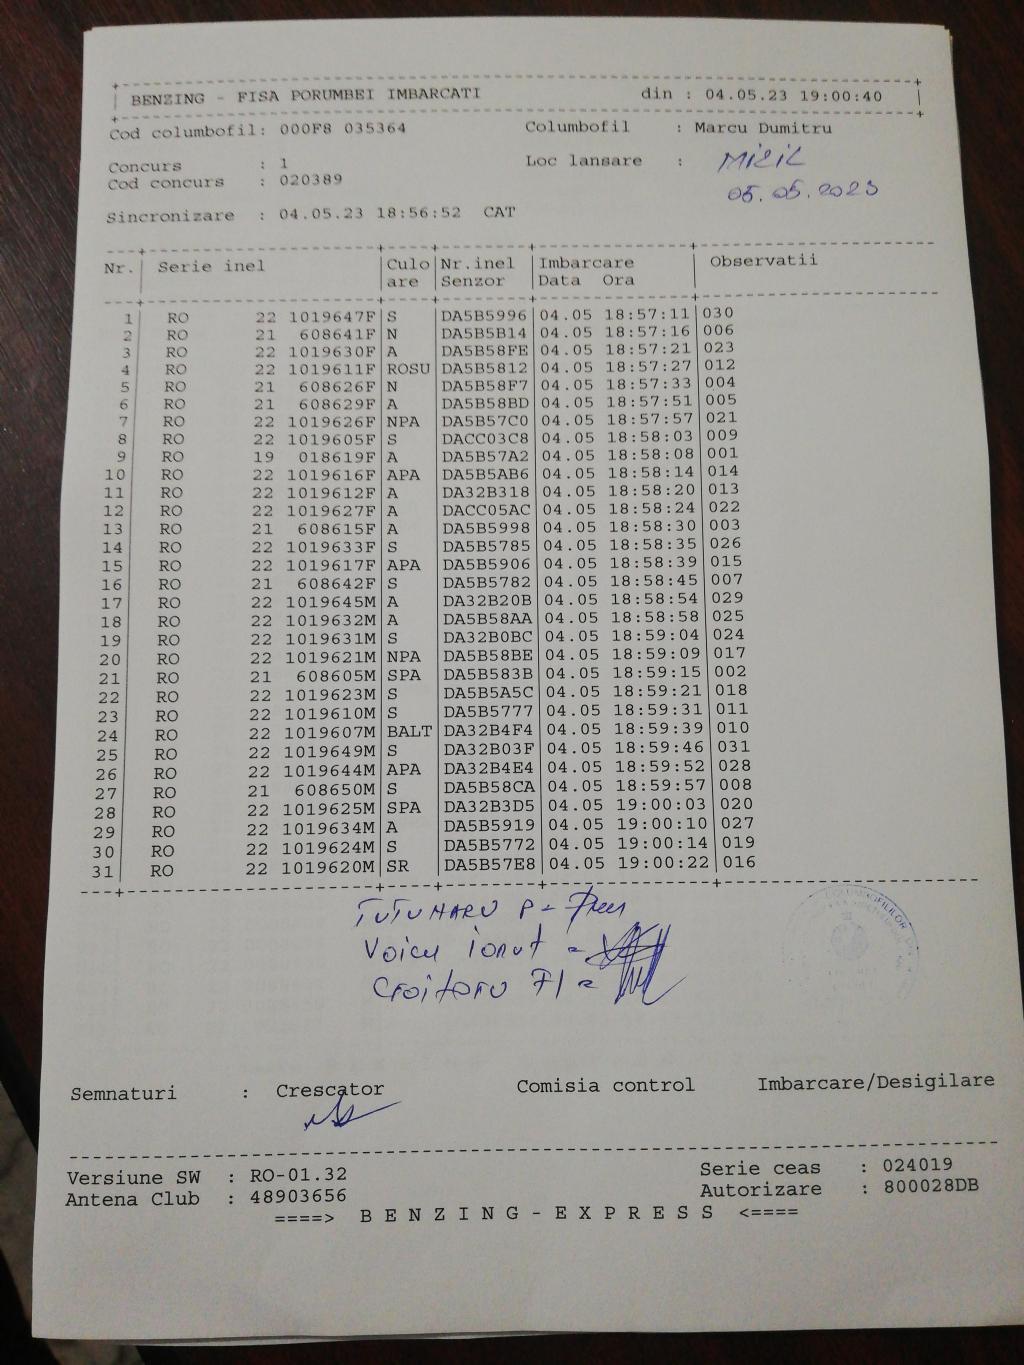 BENZING - FISA PORUMBEI IMBARCATI din : 04.05.23 19:00:40
Cod columbofil: 000F8 035364 Columbofil : Marcu Dumitru
Concurs : 1 Loc lansare : MIZIL
Cod concurs : 020389 05.05.2023
Sincronizare : 04.05.23 18:56:52 CAT
Nr. Serie inel Culo Nr.inel Imbarcare Observatii
are Senzor Data Ora
1 RO 22 1019647F S DA5B5996 04.05 18:57:11 030
2 RO 21 608641F N DA5B5B14 04.05 18:57:16 006
3 RO 22 1019630F A DA5B58FE 04.05 18:57:21 023
4 RO 22 1019611F ROSU DA5B5812 04.05 18:57:27 012
5 RO 21 608626F N DA5B58F7 04.05 18:57:33 004
6 RO 21 608629F A DA5B58BD 04.05 18:57:51 005
7 RO 22 1019626F NPA DA5B57C0 04.05 18:57:57 021
8 RO 22 1019605F S DACC03C8 04.05 18:58:03 009
9 RO 19 018619F A DA5B57A2 04.05 18:58:08 001
10 RO 22 1019616F APA DA5B5AB6 04.05 18:58:14 014
11 RO 22 1019612F A DA32B318 04.05 18:58:20 013
12 RO 22 1019627F A DACC05AC 04.05 18:58:24 022
13 RO 21 608615F A DA5B5998 04.05 18:58:30 003
14 RO 22 1019633F S DA5B5785 04.05 18:58:35 026
15 RO 22 1019617F APA DA5B5906 04.05 18:58:39 015
16 RO 21 608642F S DA5B5782 04.05 18:58:45 007
17 RO 22 1019645M A DA32B20B 04.05 18:58:54 029
18 RO 22 1019632M A DA5B58AA 04.05 18:58:58 025
19 RO 22 1019631M S DA32B0BC 04.05 18:59:04 024
20 RO 22 1019621M NPA DA5B58BE 04.05 18:59:09 017
21 RO 21 608605M SPA DA5B583B 04.05 18:59:15 002
22 RO 22 1019623M S DA5B5A5C 04.05 18:59:21 018
23 RO 22 1019610M S DA5B5777 04.05 18:59:31 011
24 RO 22 1019607M BALT DA32B4F4 04.05 18:59:39 010
25 RO 22 1019649M S DA32B03F 04.05 18:59:46 031
26 RO 22 1019644M APA DA32B4E4 04.05 18:59:52 028
27 RO 21 608650M S DA5B58CA 04.05 18:59:57 008
28 RO 22 1019625M SPA DA32B3D5 04.05 19:00:03 020
29 RO 22 1019634M A DA5B5919 04.05 19:00:10 027
30 RO 22 1019624M S DA5B5772 04.05 19:00:14 019
31 RO 22 1019620M SR DA5B57E8 04.05 19:00:22 016
TUTUMARU P =
Voicu ionut =
Croitoru Fl =
Semnaturi : Crescator Comisia control Imbarcare/Desigilare
Versiune SW : RO-01.32 Serie ceas : 024019
Antena Club : 48903656 Autorizare : 800028DB
====> B E N Z I N G - E X P R E S S <====